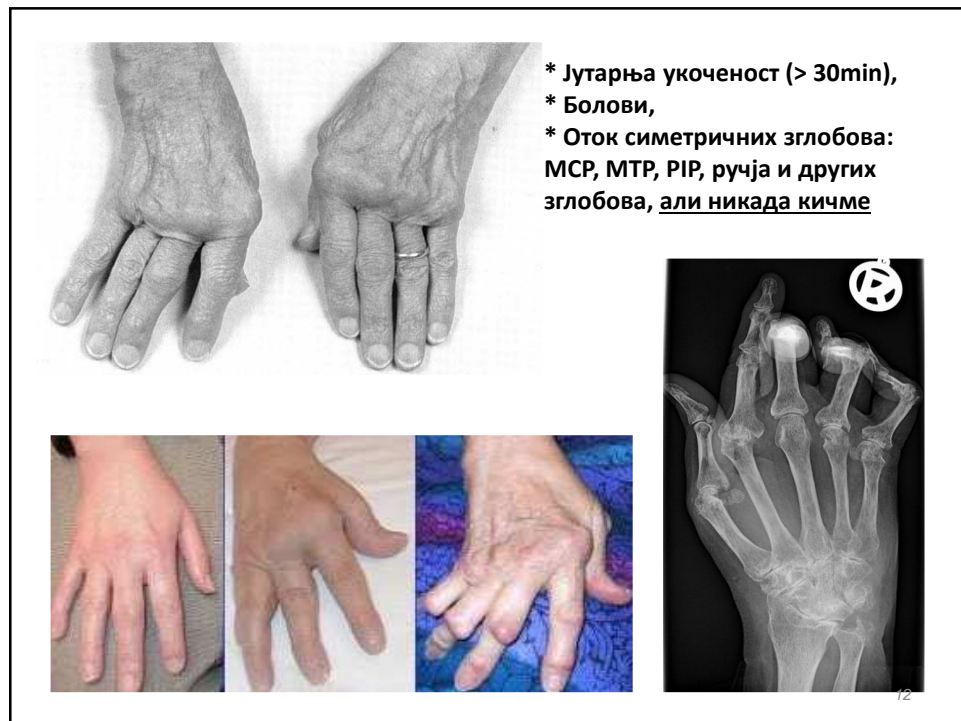 * Јутарња укоченост (> 30min),
* Болови,
* Оток симетричних зглобова:
MCP, MTP, PIP, ручја и других
зглобова, али никада кичме
12